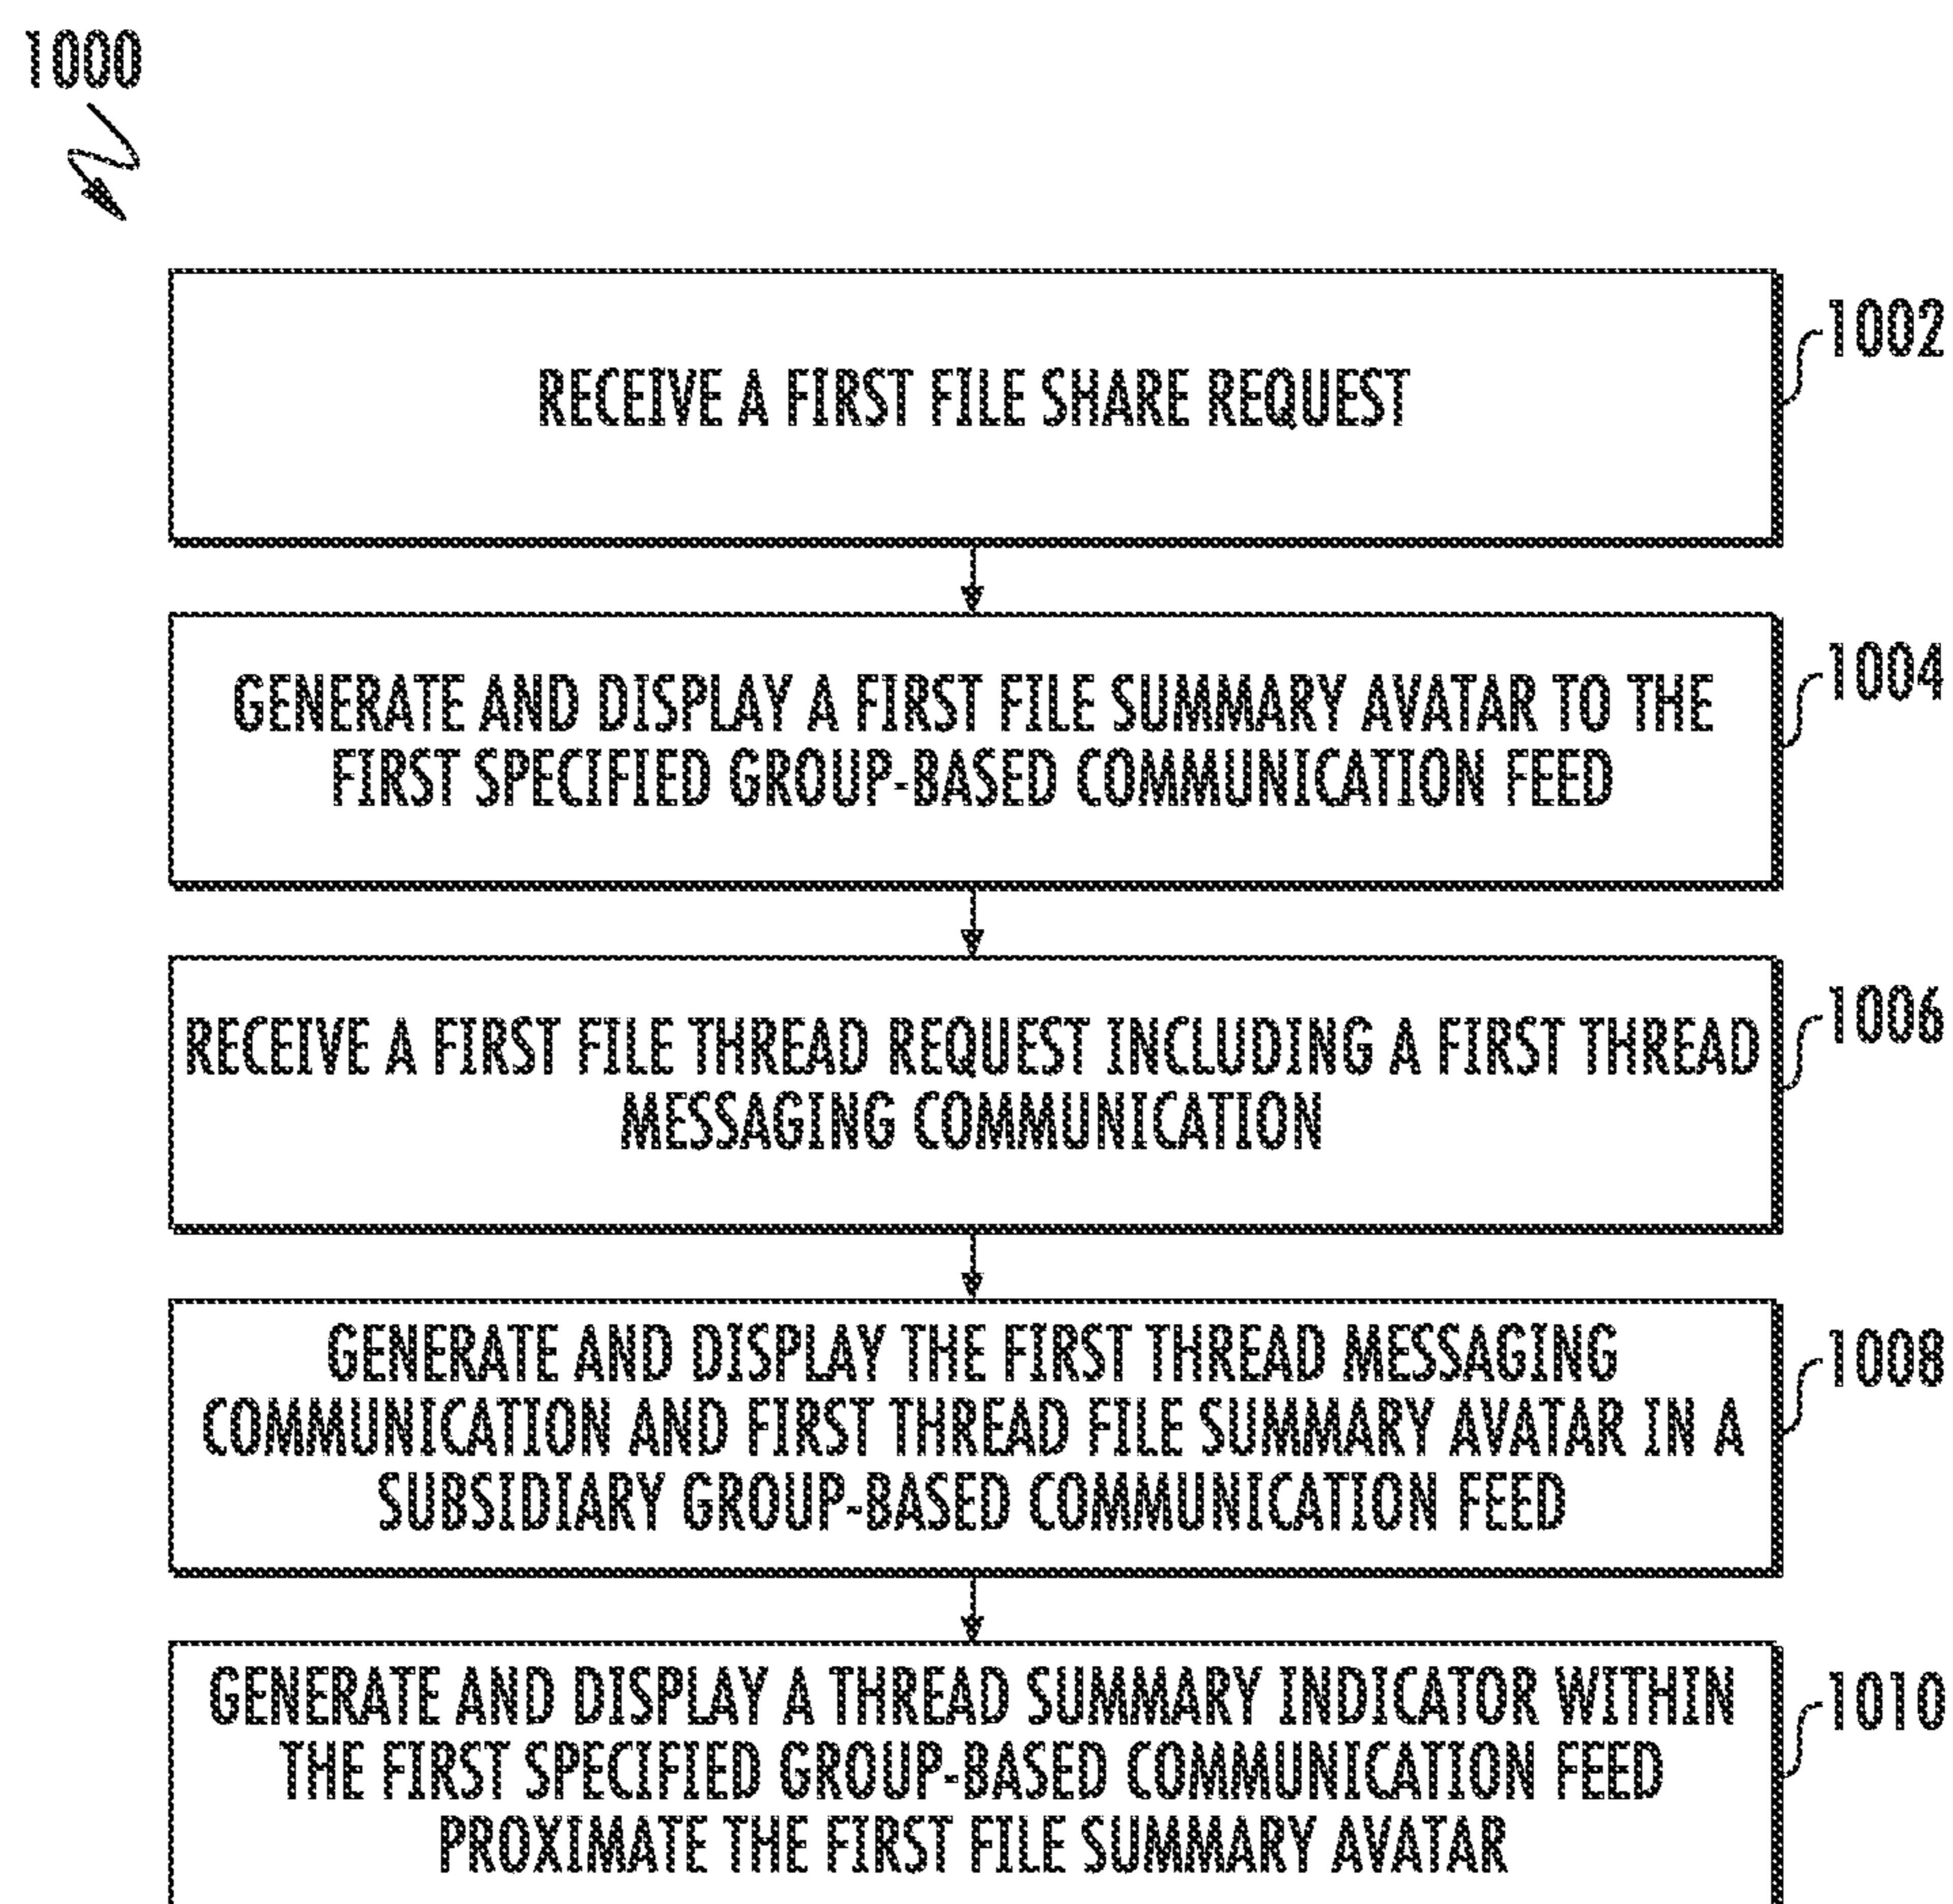 1000
RECEIVE A FIRST FILE SHARE REQUEST
1002
GENERATE AND DISPLAY A FIRST FILE SUMMARY AVATAR TO THE
FIRST SPECIFIED GROUP-BASED COMMUNICATION FEED
1004
RECEIVE A FIRST FILE THREAD REQUEST INCLUDING A FIRST THREAD
MESSAGING COMMUNICATION
1006
GENERATE AND DISPLAY THE FIRST THREAD MESSAGING
COMMUNICATION AND FIRST THREAD FILE SUMMARY AVATAR IN A
SUBSIDIARY GROUP-BASED COMMUNICATION FEED
1008
GENERATE AND DISPLAY A THREAD SUMMARY INDICATOR WITHIN
THE FIRST SPECIFIED GROUP-BASED COMMUNICATION FEED
PROXIMATE THE FIRST FILE SUMMARY AVATAR
1010